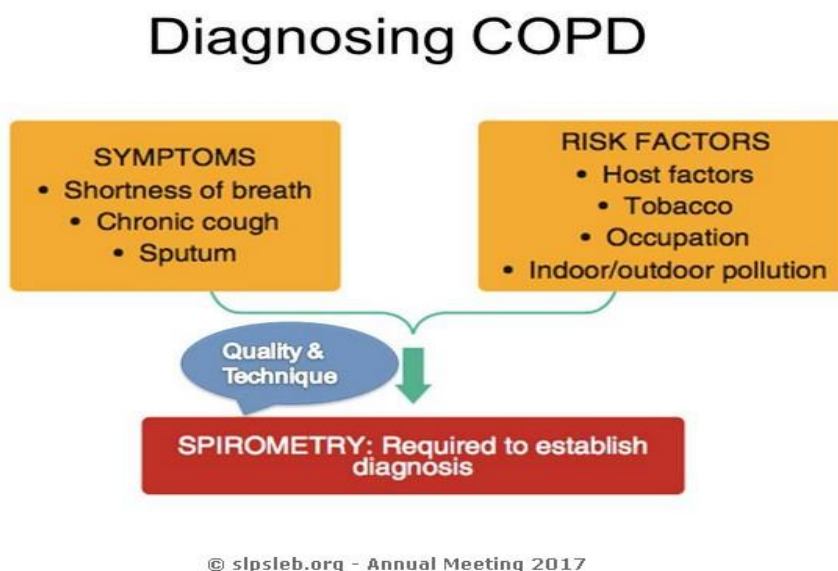 Diagnosing COPD
SYMPTOMS
• Shortness of breath
• Chronic cough
• Sputum
RISK FACTORS
• Host factors
• Tobacco
• Occupation
• Indoor/outdoor pollution
Quality &
Technique
SPIROMETRY: Required to establish
diagnosis
© slpsleb.org - Annual Meeting 2017